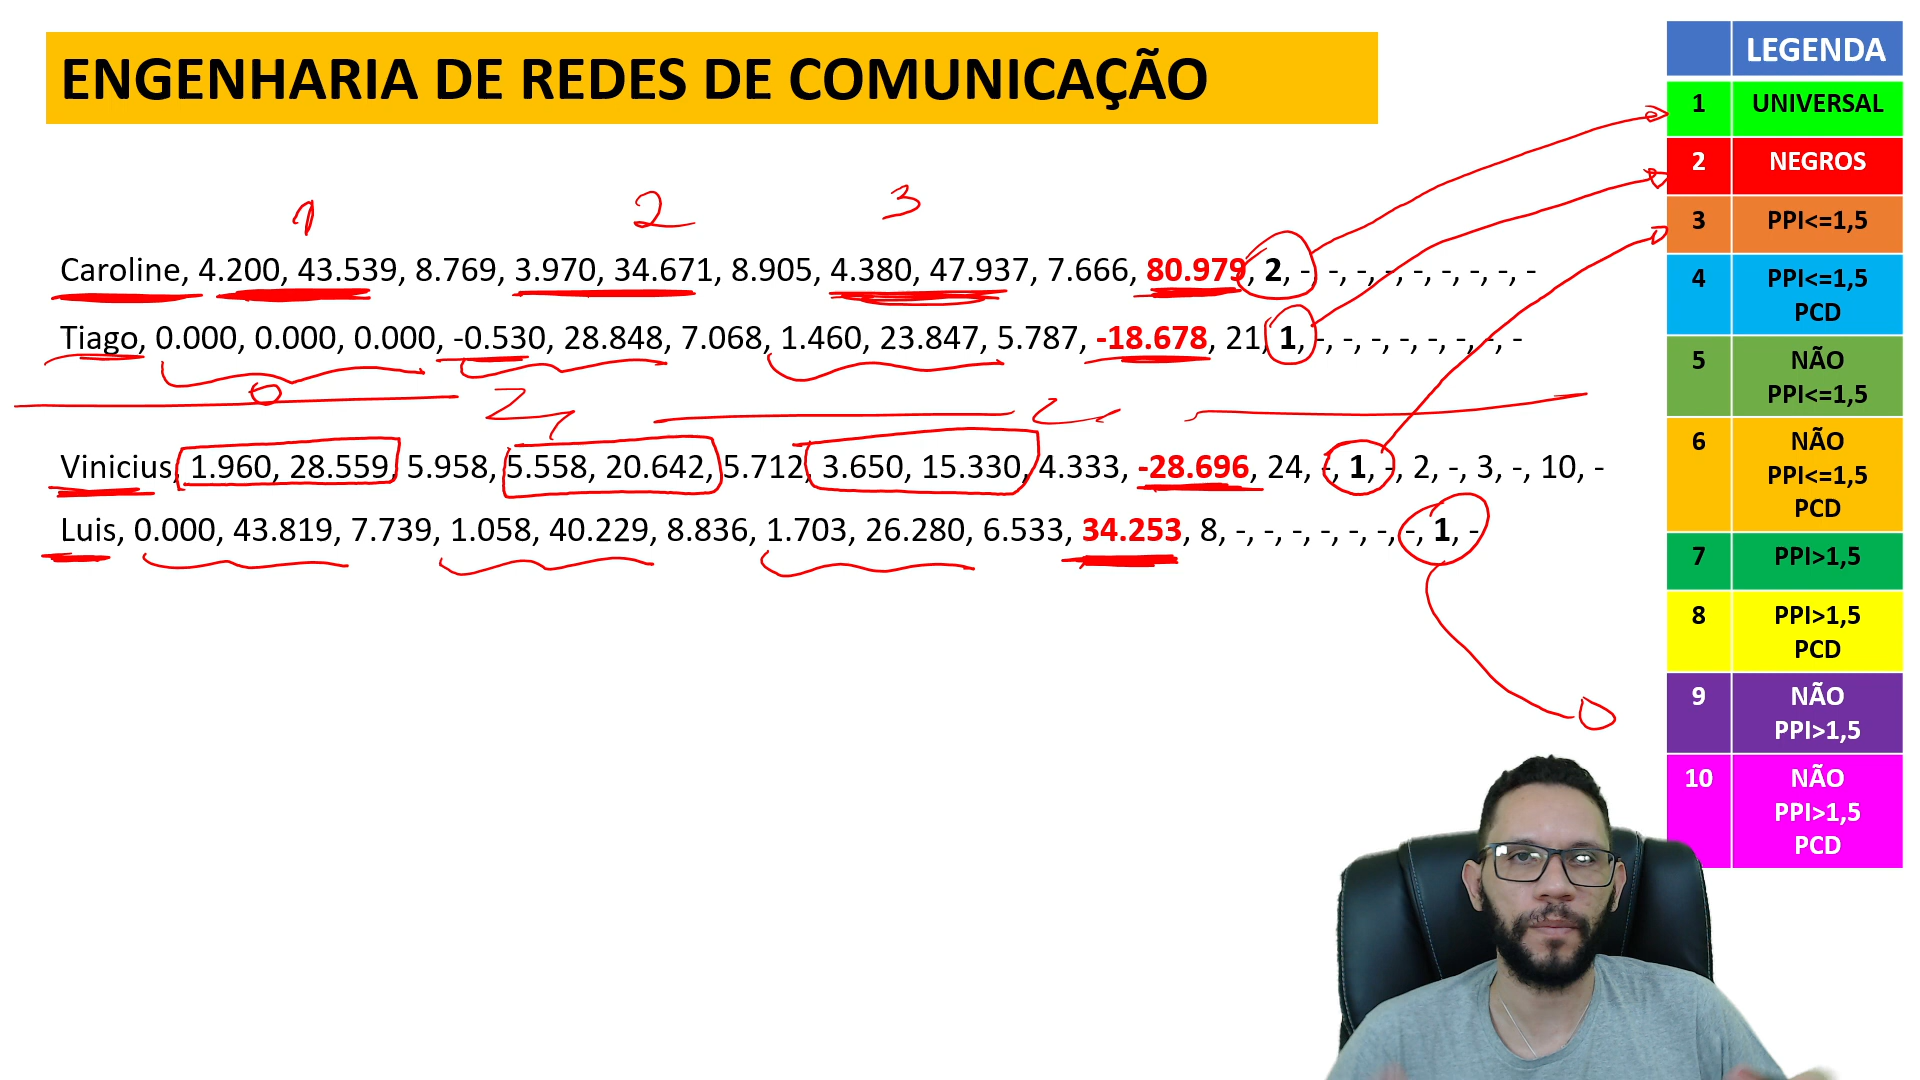 ENGENHARIA DE REDES DE COMUNICAÇÃO
1 2 3
Caroline, 4.200, 43.539, 8.769, 3.970, 34.671, 8.905, 4.380, 47.937, 7.666, 80.979, 2, -, -, -, -, -, -, -, -, -
Tiago, 0.000, 0.000, 0.000, -0.530, 28.848, 7.068, 1.460, 23.847, 5.787, -18.678, 21, 1, -, -, -, -, -, -, -, -
0
Vinicius, 1.960, 28.559, 5.958, 5.558, 20.642, 5.712, 3.650, 15.330, 4.333, -28.696, 24, -, 1, -, 2, -, 3, -, 10, -
Luis, 0.000, 43.819, 7.739, 1.058, 40.229, 8.836, 1.703, 26.280, 6.533, 34.253, 8, -, -, -, -, -, -, -, 1, -
LEGENDA
1 UNIVERSAL
2 NEGROS
3 PPI<=1,5
4 PPI<=1,5
PCD
5 NÃO
PPI<=1,5
6 NÃO
PPI<=1,5
PCD
7 PPI>1,5
8 PPI>1,5
PCD
9 NÃO
PPI>1,5
10 NÃO
PPI>1,5
PCD